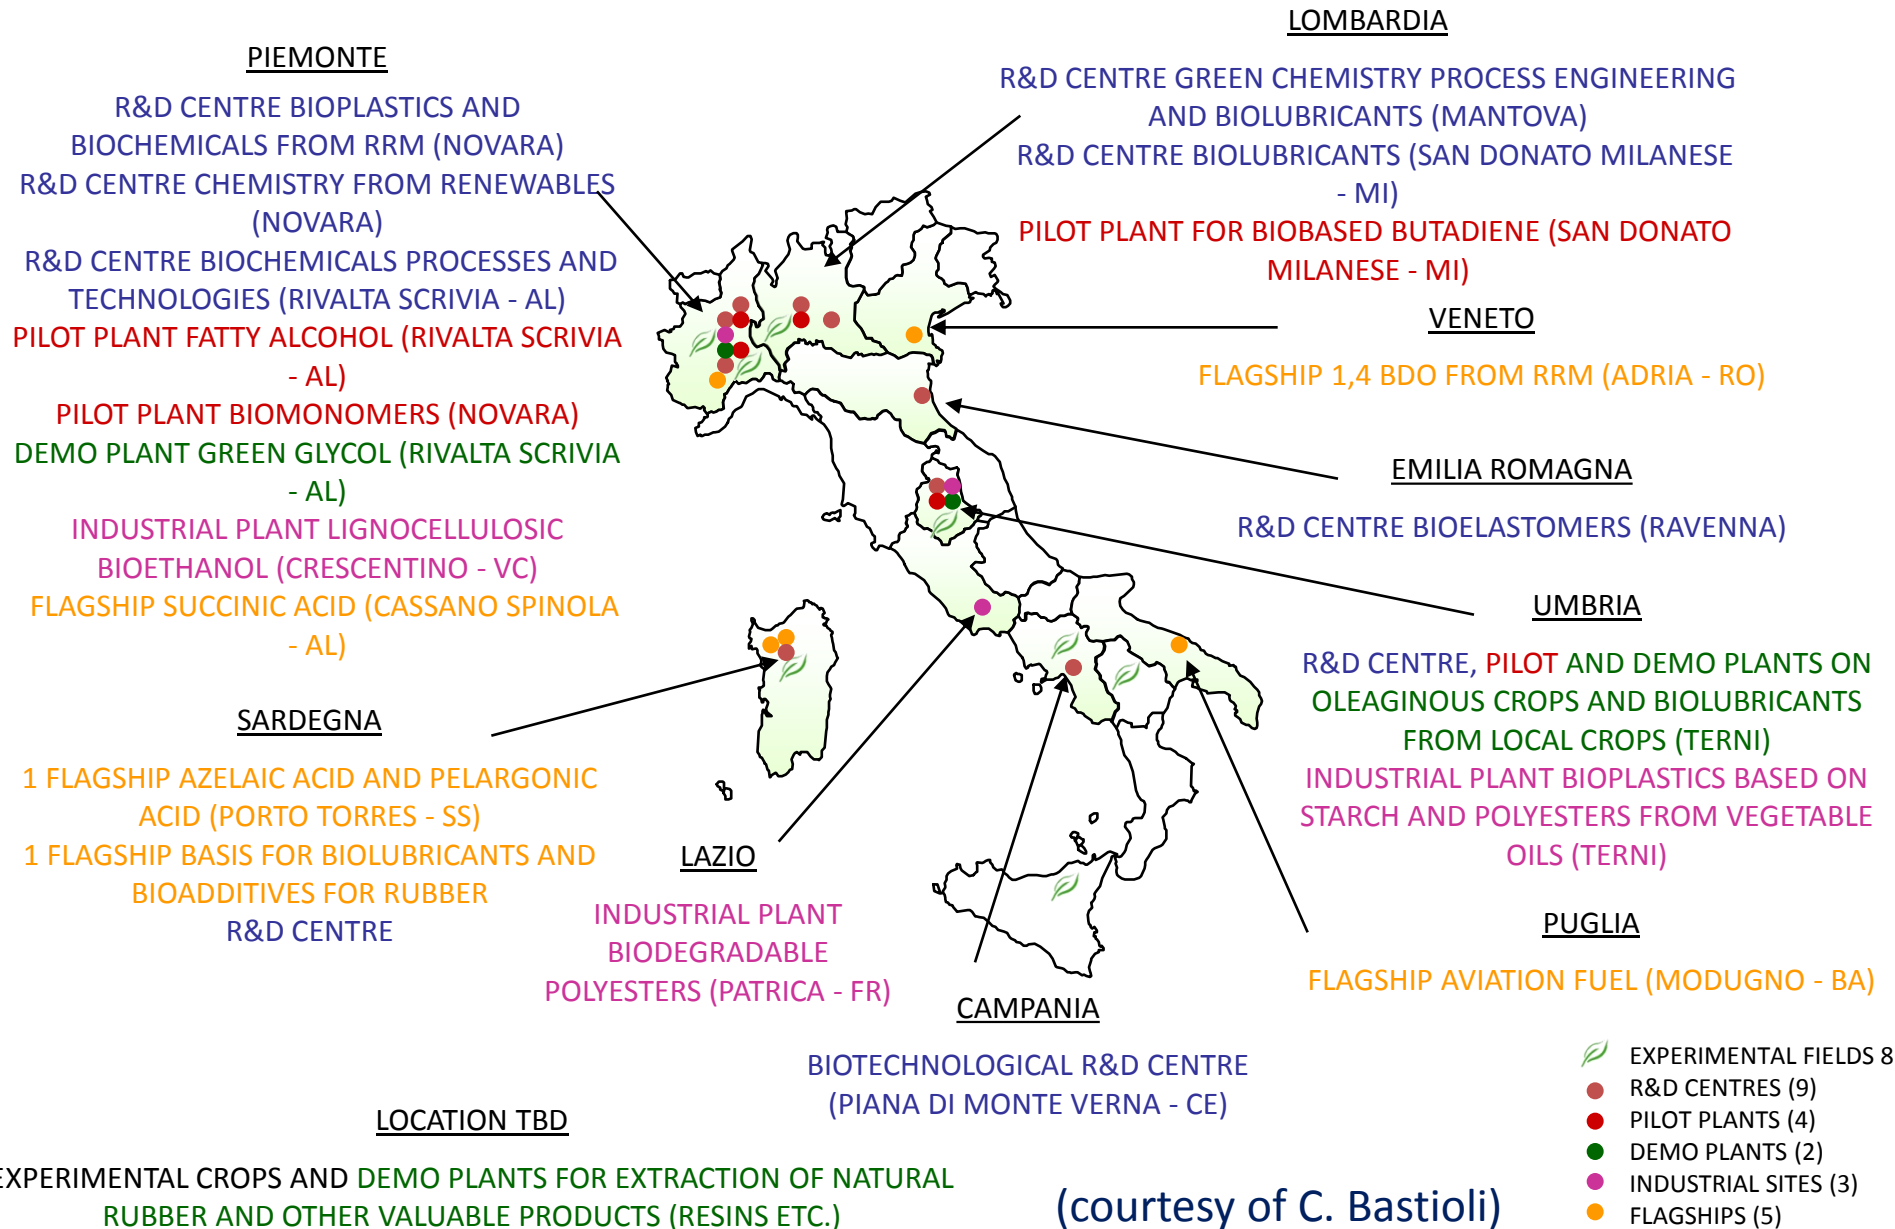 PIEMONTE
R&D CENTRE BIOPLASTICS AND
BIOCHEMICALS FROM RRM (NOVARA)
R&D CENTRE CHEMISTRY FROM RENEWABLES
(NOVARA)
R&D CENTRE BIOCHEMICALS PROCESSES AND
TECHNOLOGIES (RIVALTA SCRIVIA - AL)
PILOT PLANT FATTY ALCOHOL (RIVALTA SCRIVIA
- AL)
PILOT PLANT BIOMONOMERS (NOVARA)
DEMO PLANT GREEN GLYCOL (RIVALTA SCRIVIA
- AL)
INDUSTRIAL PLANT LIGNOCELLULOSIC
BIOETHANOL (CRESCENTINO - VC)
FLAGSHIP SUCCINIC ACID (CASSANO SPINOLA
- AL)
LOMBARDIA
R&D CENTRE GREEN CHEMISTRY PROCESS ENGINEERING
AND BIOLUBRICANTS (MANTOVA)
R&D CENTRE BIOLUBRICANTS (SAN DONATO MILANESE
- MI)
PILOT PLANT FOR BIOBASED BUTADIENE (SAN DONATO
MILANESE - MI)
VENETO
FLAGSHIP 1,4 BDO FROM RRM (ADRIA - RO)
EMILIA ROMAGNA
R&D CENTRE BIOELASTOMERS (RAVENNA)
UMBRIA
R&D CENTRE, PILOT AND DEMO PLANTS ON
OLEAGINOUS CROPS AND BIOLUBRICANTS
FROM LOCAL CROPS (TERNI)
INDUSTRIAL PLANT BIOPLASTICS BASED ON
STARCH AND POLYESTERS FROM VEGETABLE
OILS (TERNI)
SARDEGNA
1 FLAGSHIP AZELAIC ACID AND PELARGONIC
ACID (PORTO TORRES - SS)
1 FLAGSHIP BASIS FOR BIOLUBRICANTS AND
BIOADDITIVES FOR RUBBER
R&D CENTRE
LAZIO
INDUSTRIAL PLANT
BIODEGRADABLE
POLYESTERS (PATRICA - FR)
CAMPANIA
BIOTECHNOLOGICAL R&D CENTRE
(PIANA DI MONTE VERNA - CE)
PUGLIA
FLAGSHIP AVIATION FUEL (MODUGNO - BA)
LOCATION TBD
EXPERIMENTAL CROPS AND DEMO PLANTS FOR EXTRACTION OF NATURAL
RUBBER AND OTHER VALUABLE PRODUCTS (RESINS ETC.)
(courtesy of C. Bastioli)
EXPERIMENTAL FIELDS 8
R&D CENTRES (9)
PILOT PLANTS (4)
DEMO PLANTS (2)
INDUSTRIAL SITES (3)
FLAGSHIPS (5)